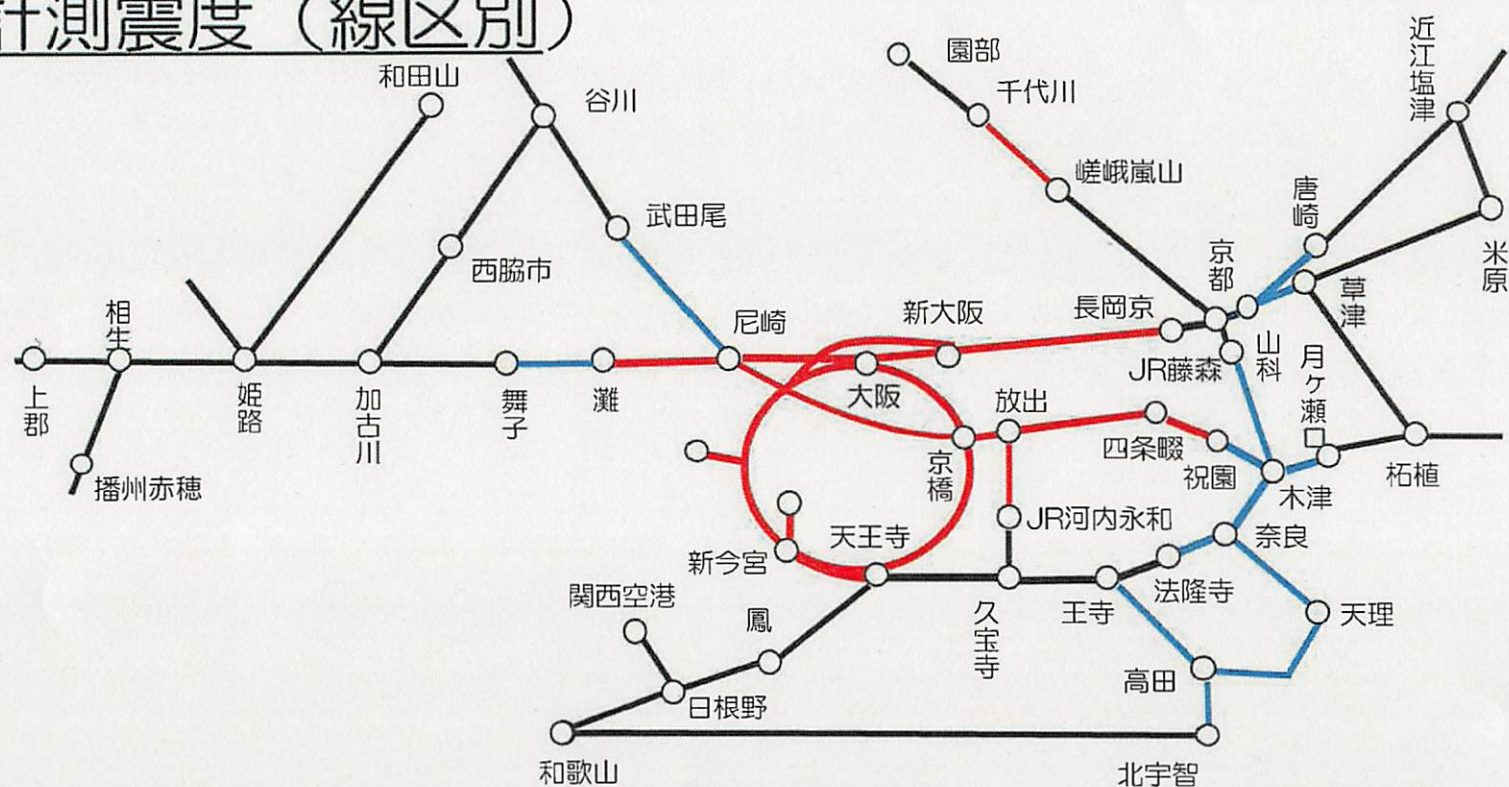 計測震度（線区別）
和田山
谷川
園部
千代川
近江塩津
嵯峨嵐山
唐崎
武田尾
西脇市
京都
米原
相生
尼崎
新大阪
長岡京
山科
草津
上郡
姫路
加古川
舞子
灘
大阪
放出
JR藤森
月ヶ瀬
播州赤穂
京橋
四条畷
祝園
木津
柘植
JR河内永和
奈良
新今宮
天王寺
関西空港
鳳
久宝寺
王寺
法隆寺
天理
日根野
高田
和歌山
北宇智